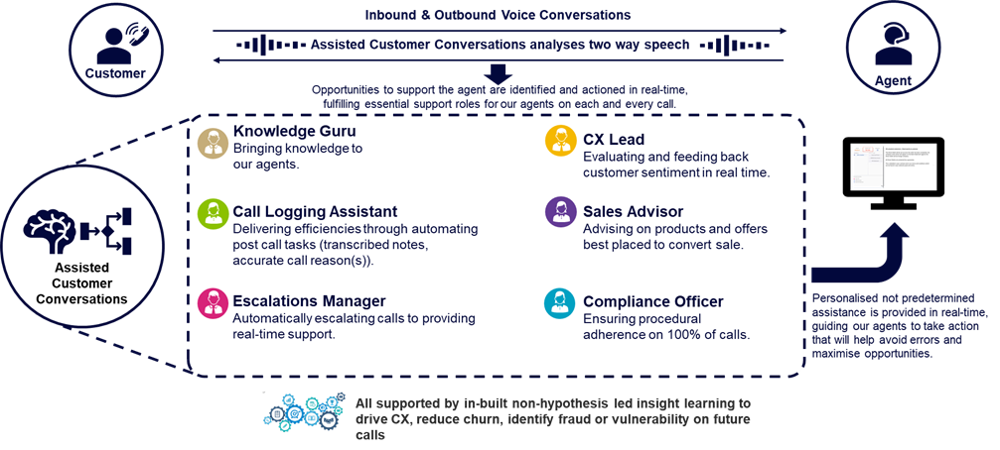 Inbound & Outbound Voice Conversations
Customer
Assisted Customer Conversations analyses two way speech
Agent
Opportunities to support the agent are identified and actioned in real-time,
fulfilling essential support roles for our agents on each and every call.
Knowledge Guru
Bringing knowledge to
our agents.
CX Lead
Evaluating and feeding back
customer sentiment in real time.
Call Logging Assistant
Delivering efficiencies through automating
post call tasks (transcribed notes,
accurate call reason(s)).
Sales Advisor
Advising on products and offers
best placed to convert sale.
Assisted
Customer
Conversations
Escalations Manager
Automatically escalating calls to providing
real-time support.
Compliance Officer
Ensuring procedural
adherence on 100% of calls.
Personalised not predetermined
assistance is provided in real-time,
guiding our agents to take action
that will help avoid errors and
maximise opportunities.
All supported by in-built non-hypothesis led insight learning to
drive CX, reduce churn, identify fraud or vulnerability on future
calls